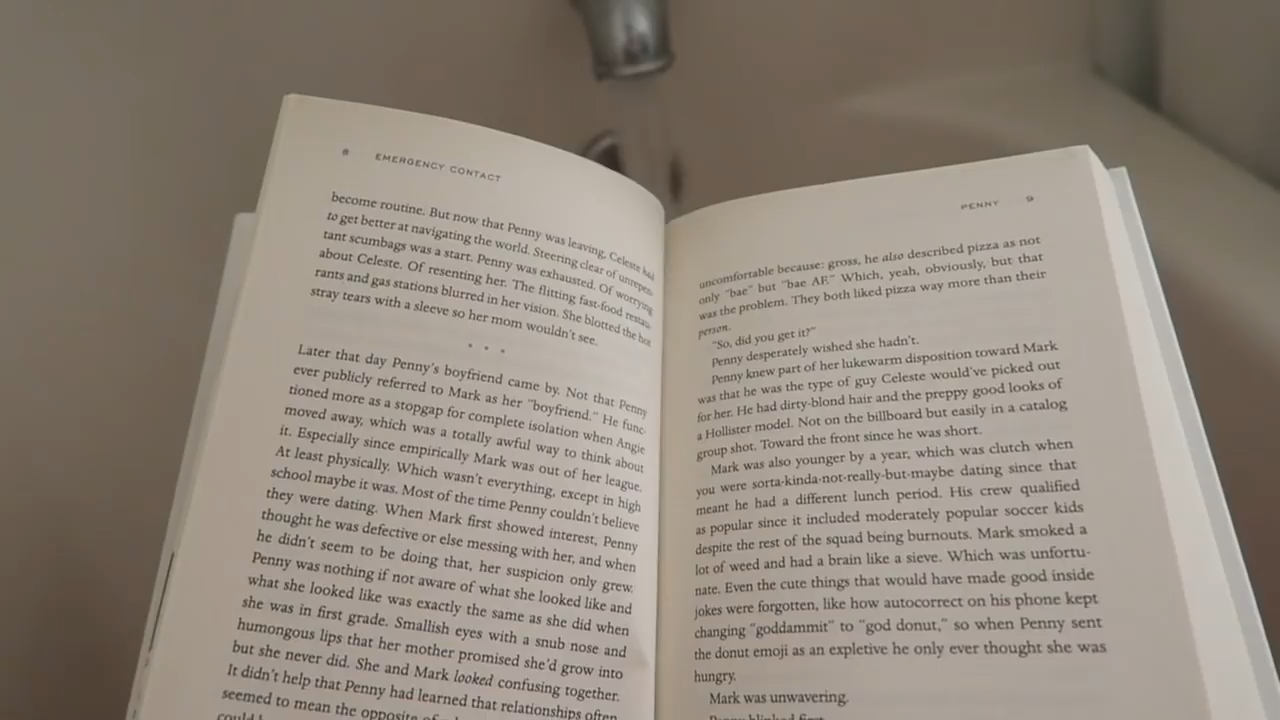 8 EMERGENCY CONTACT
become routine. But now that Penny was leaving, Celeste had
to get better at navigating the world. Steering clear of unrepen-
tant scumbags was a start. Penny was exhausted. Of worrying
about Celeste. Of resenting her. The flitting fast-food restau-
rants and gas stations blurred in her vision. She blotted the hot
stray tears with a sleeve so her mom wouldn't see.
• • •
Later that day Penny's boyfriend came by. Not that Penny
ever publicly referred to Mark as her "boyfriend." He func-
tioned more as a stopgap for complete isolation when Angie
moved away, which was a totally awful way to think about
it. Especially since empirically Mark was out of her league.
At least physically. Which wasn't everything, except in high
school maybe it was. Most of the time Penny couldn't believe
they were dating. When Mark first showed interest, Penny
thought he was defective or else messing with her, and when
he didn't seem to be doing that, her suspicion only grew.
Penny was nothing if not aware of what she looked like and
what she looked like was exactly the same as she did when
she was in first grade. Smallish eyes with a snub nose and
humongous lips that her mother promised she'd grow into
but she never did. She and Mark looked confusing together.
It didn't help that Penny had learned that relationships often
seemed to mean the opposite of
PENNY 9
uncomfortable because: gross, he also described pizza as not
only "bae" but "bae AF." Which, yeah, obviously, but that
was the problem. They both liked pizza way more than their
person.
"So, did you get it?"
Penny desperately wished she hadn't.
Penny knew part of her lukewarm disposition toward Mark
was that he was the type of guy Celeste would've picked out
for her. He had dirty-blond hair and the preppy good looks of
a Hollister model. Not on the billboard but easily in a catalog
group shot. Toward the front since he was short.
Mark was also younger by a year, which was clutch when
you were sorta-kinda-not-really-but-maybe dating since that
meant he had a different lunch period. His crew qualified
as popular since it included moderately popular soccer kids
despite the rest of the squad being burnouts. Mark smoked a
lot of weed and had a brain like a sieve. Which was unfortu-
nate. Even the cute things that would have made good inside
jokes were forgotten, like how autocorrect on his phone kept
changing "goddammit" to "god donut," so when Penny sent
the donut emoji as an expletive he only ever thought she was
hungry.
Mark was unwavering.
Penny blinked first.